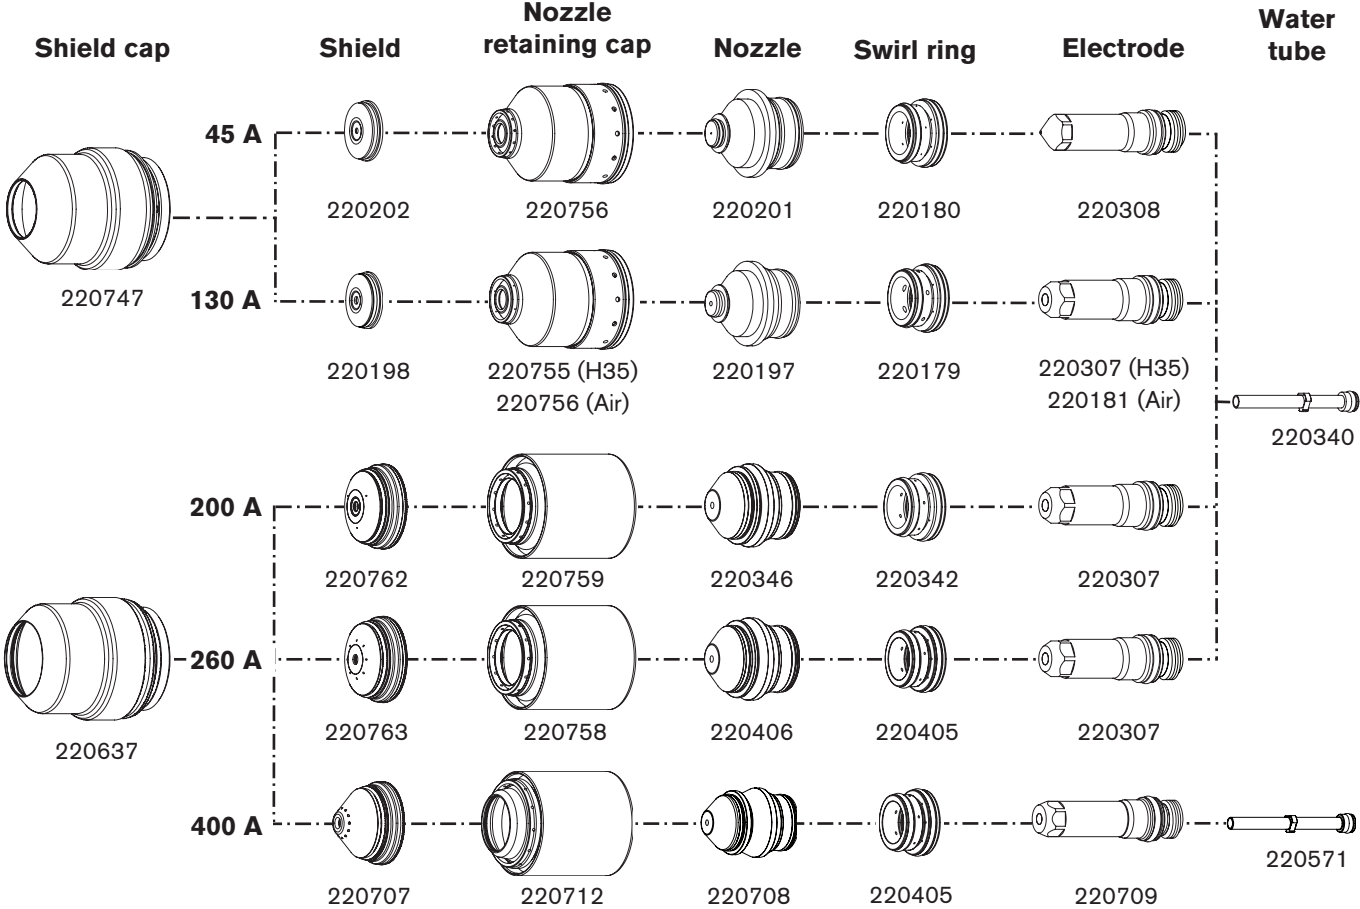 Shield cap
Shield
Nozzle
retaining cap
Nozzle
Swirl ring
Electrode
Water
tube
45 A
220202
220756
220201
220180
220308
220747
130 A
220198
220755 (H35)
220756 (Air)
220197
220179
220307 (H35)
220181 (Air)
220340
200 A
220762
220759
220346
220342
220307
260 A
220763
220758
220406
220405
220307
220637
400 A
220707
220712
220708
220405
220709
220571